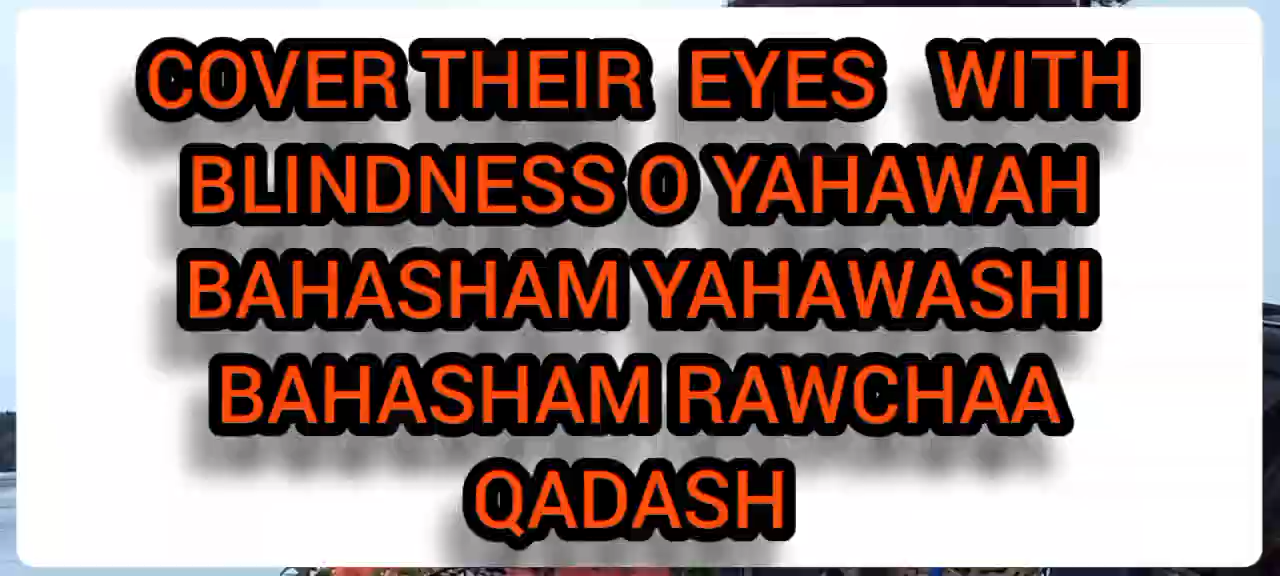 COVER THEIR EYES WITH
BLINDNESS O YAHAWAH
BAHASHAM YAHAWASHI
BAHASHAM RAWCHAA
QADASH